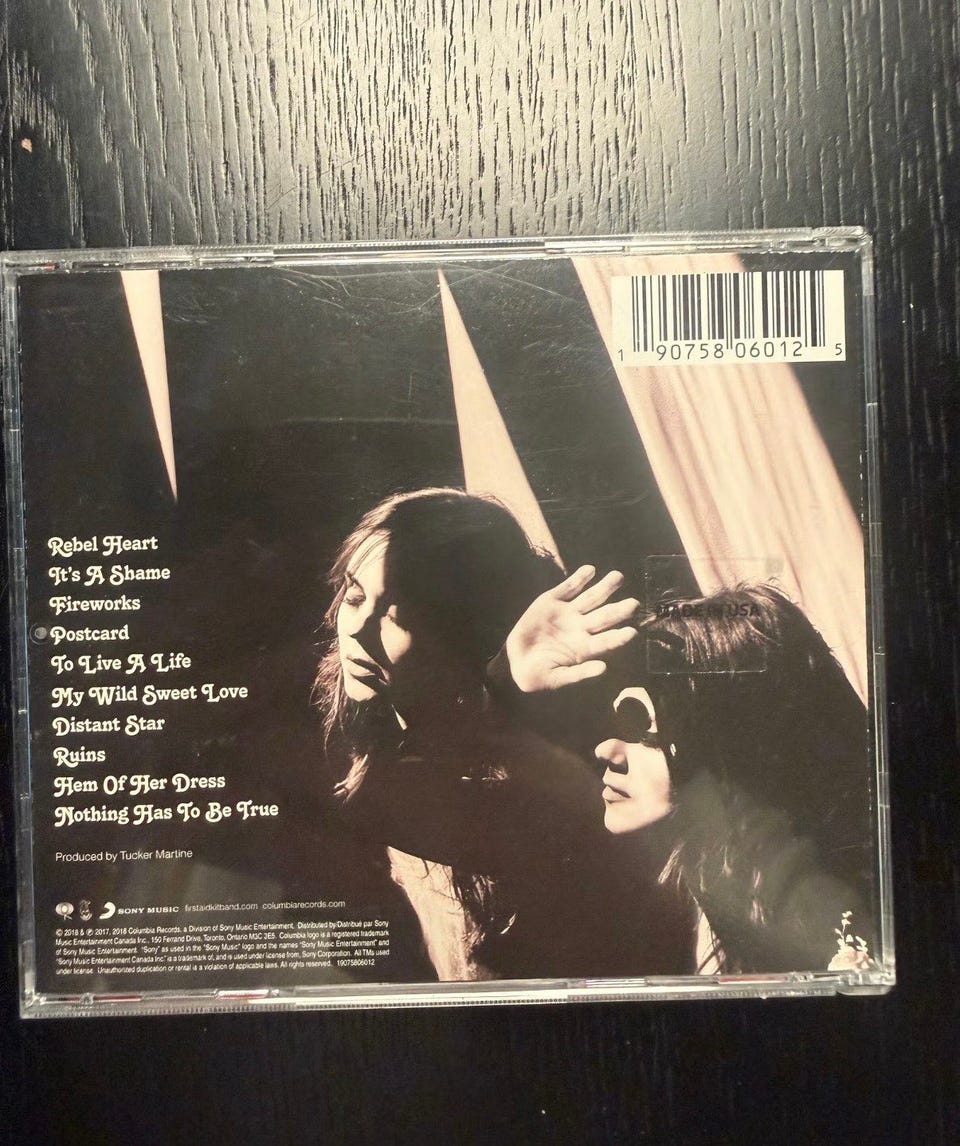 1 90758 06012 5
Rebel Heart
It's A Shame
Fireworks
Postcard
To Live A Life
My Wild Sweet Love
Distant Star
Ruins
Hem Of Her Dress
Nothing Has To Be True
MADE IN USA
Produced by Tucker Martine
SONY MUSIC firstaidkitband.com columbiarecords.com
© 2018 & ℗ 2017, 2018 Columbia Records, a Division of Sony Music Entertainment. Distributed by/Distribué par Sony
Music Entertainment Canada Inc., 150 Ferrand Drive, Toronto, Ontario M3C 3E5. Columbia logo is a registered trademark
of Sony Music Entertainment. "Sony" as used in the "Sony Music" logo and the names "Sony Music Entertainment" and
"Sony Music Entertainment Canada Inc." is a trademark of, and is used under license from, Sony Corporation. All TMs used
under license. Unauthorized duplication or rental is a violation of applicable laws. All rights reserved. 19075806012